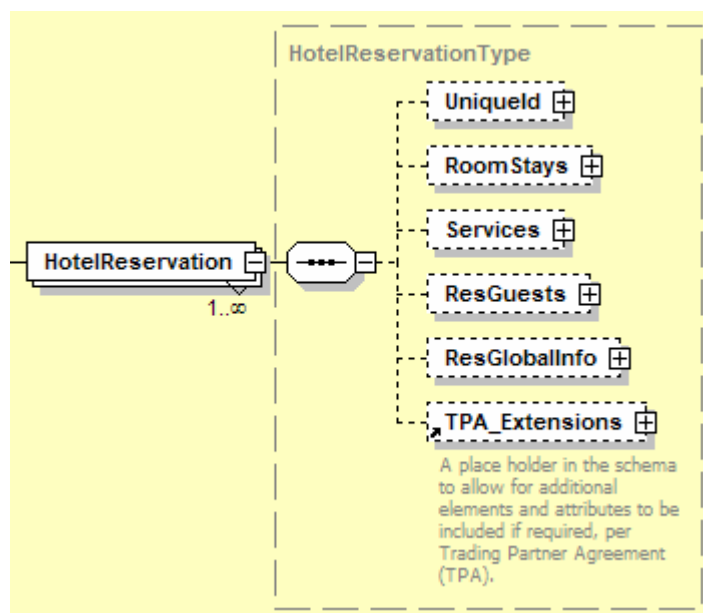 HotelReservationType
UniqueId
RoomStays
Services
HotelReservation
1..∞
ResGuests
ResGlobalInfo
TPA_Extensions
A place holder in the schema
to allow for additional
elements and attributes to be
included if required, per
Trading Partner Agreement
(TPA).